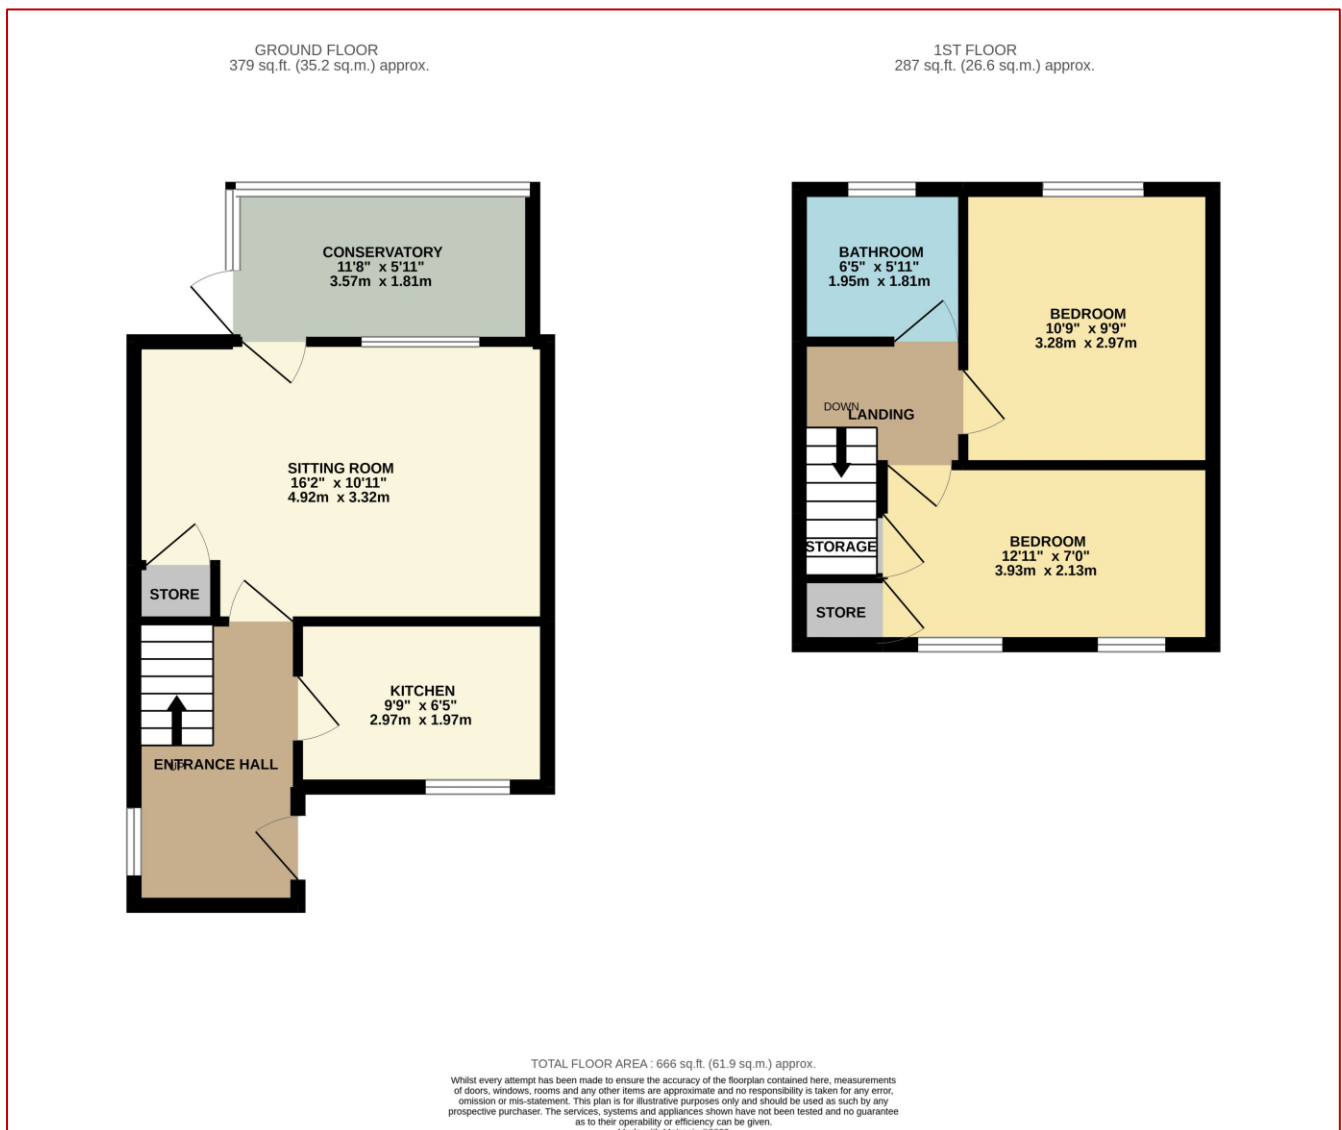 GROUND FLOOR
379 sq.ft. (35.2 sq.m.) approx.
1ST FLOOR
287 sq.ft. (26.6 sq.m.) approx.
CONSERVATORY
11'8" x 5'11"
3.57m x 1.81m
SITTING ROOM
16'2" x 10'11"
4.92m x 3.32m
STORE
KITCHEN
9'9" x 6'5"
2.97m x 1.97m
ENTRANCE HALL
UP
BATHROOM
6'5" x 5'11"
1.95m x 1.81m
BEDROOM
10'9" x 9'9"
3.28m x 2.97m
DOWN
LANDING
STORAGE
BEDROOM
12'11" x 7'0"
3.93m x 2.13m
STORE
TOTAL FLOOR AREA : 666 sq.ft. (61.9 sq.m.) approx.
Whilst every attempt has been made to ensure the accuracy of the floorplan contained here, measurements
of doors, windows, rooms and any other items are approximate and no responsibility is taken for any error,
omission or mis-statement. This plan is for illustrative purposes only and should be used as such by any
prospective purchaser. The services, systems and appliances shown have not been tested and no guarantee
as to their operability or efficiency can be given.